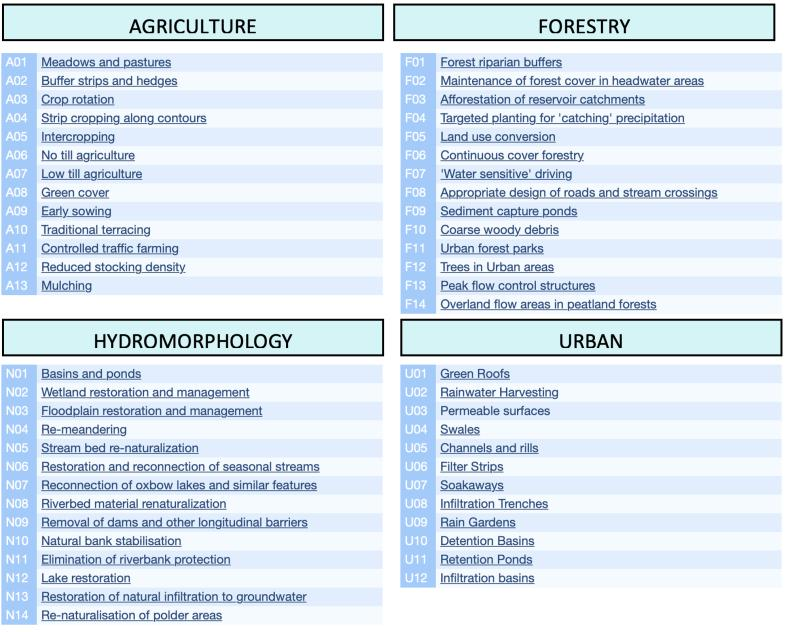 AGRICULTURE
A01 Meadows and pastures
A02 Buffer strips and hedges
A03 Crop rotation
A04 Strip cropping along contours
A05 Intercropping
A06 No till agriculture
A07 Low till agriculture
A08 Green cover
A09 Early sowing
A10 Traditional terracing
A11 Controlled traffic farming
A12 Reduced stocking density
A13 Mulching
FORESTRY
F01 Forest riparian buffers
F02 Maintenance of forest cover in headwater areas
F03 Afforestation of reservoir catchments
F04 Targeted planting for 'catching' precipitation
F05 Land use conversion
F06 Continuous cover forestry
F07 'Water sensitive' driving
F08 Appropriate design of roads and stream crossings
F09 Sediment capture ponds
F10 Coarse woody debris
F11 Urban forest parks
F12 Trees in Urban areas
F13 Peak flow control structures
F14 Overland flow areas in peatland forests
HYDROMORPHOLOGY
N01 Basins and ponds
N02 Wetland restoration and management
N03 Floodplain restoration and management
N04 Re-meandering
N05 Stream bed re-naturalization
N06 Restoration and reconnection of seasonal streams
N07 Reconnection of oxbow lakes and similar features
N08 Riverbed material renaturalization
N09 Removal of dams and other longitudinal barriers
N10 Natural bank stabilisation
N11 Elimination of riverbank protection
N12 Lake restoration
N13 Restoration of natural infiltration to groundwater
N14 Re-naturalisation of polder areas
URBAN
U01 Green Roofs
U02 Rainwater Harvesting
U03 Permeable surfaces
U04 Swales
U05 Channels and rills
U06 Filter Strips
U07 Soakaways
U08 Infiltration Trenches
U09 Rain Gardens
U10 Detention Basins
U11 Retention Ponds
U12 Infiltration basins